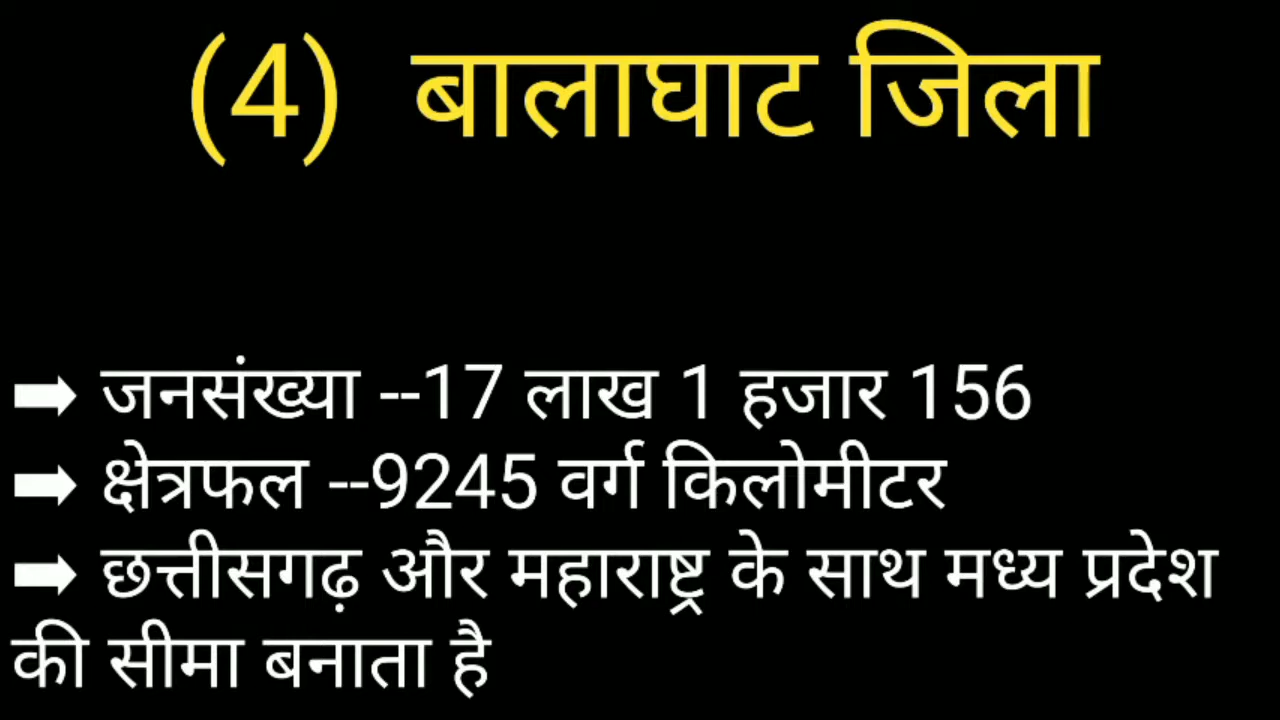 (4) बालाघाट जिला
➡ जनसंख्या --17 लाख 1 हजार 156
➡ क्षेत्रफल --9245 वर्ग किलोमीटर
➡ छत्तीसगढ़ और महाराष्ट्र के साथ मध्य प्रदेश
की सीमा बनाता है